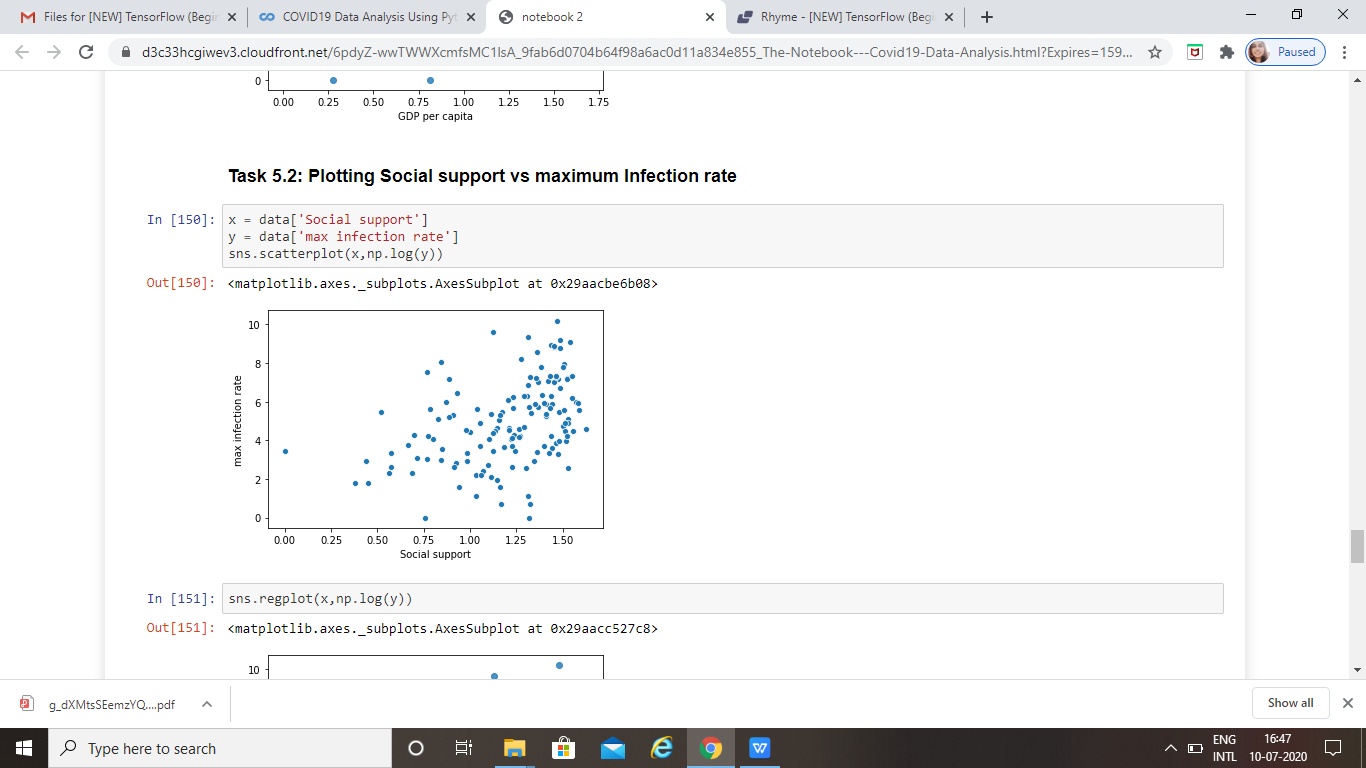 Files for [NEW] TensorFlow (Begi
COVID19 Data Analysis Using Pyt
notebook 2
Rhyme - [NEW] TensorFlow (Begi
d3c33hcgiwev3.cloudfront.net/6pdyZ-wwTWWXcmfsMC1lsA_9fab6d0704b64f98a6ac0d11a834e855_The-Notebook---Covid19-Data-Analysis.html?Expires=159...
Paused
0
0.00 0.25 0.50 0.75 1.00 1.25 1.50 1.75
GDP per capita
Task 5.2: Plotting Social support vs maximum Infection rate
In [150]: x = data['Social support']
y = data['max infection rate']
sns.scatterplot(x,np.log(y))
Out[150]: <matplotlib.axes._subplots.AxesSubplot at 0x29aacbe6b08>
10
8
6
4
2
0
max infection rate
0.00 0.25 0.50 0.75 1.00 1.25 1.50
Social support
In [151]: sns.regplot(x,np.log(y))
Out[151]: <matplotlib.axes._subplots.AxesSubplot at 0x29aacc527c8>
10
g_dXMtsSEemzYQ....pdf
Show all
Type here to search
ENG
INTL
16:47
10-07-2020